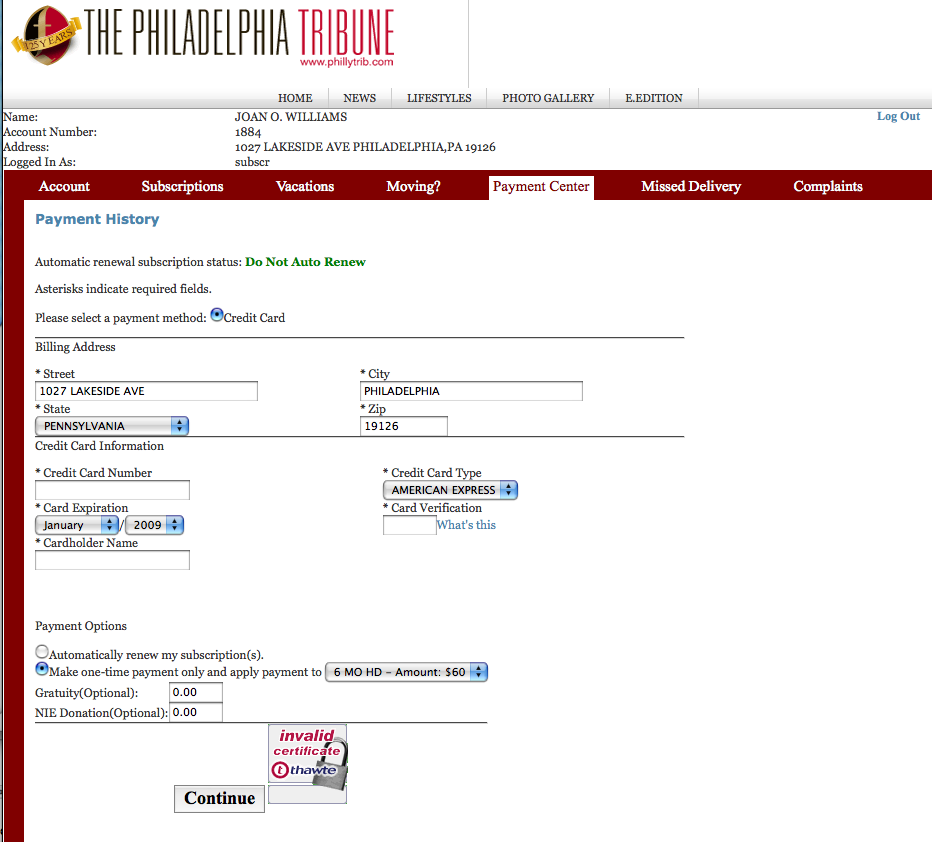 125 YEARS
THE PHILADELPHIA TRIBUNE
www.phillytrib.com
HOME NEWS LIFESTYLES PHOTO GALLERY E.EDITION
Name: JOAN O. WILLIAMS Log Out
Account Number: 1884
Address: 1027 LAKESIDE AVE PHILADELPHIA,PA 19126
Logged In As: subscr
Account Subscriptions Vacations Moving? Payment Center Missed Delivery Complaints
Payment History
Automatic renewal subscription status: Do Not Auto Renew
Asterisks indicate required fields.
Please select a payment method: Credit Card
Billing Address
* Street * City
1027 LAKESIDE AVE PHILADELPHIA
* State * Zip
PENNSYLVANIA 19126
Credit Card Information
* Credit Card Number * Credit Card Type
AMERICAN EXPRESS
* Card Expiration * Card Verification
January / 2009 What's this
* Cardholder Name
Payment Options
Automatically renew my subscription(s).
Make one-time payment only and apply payment to 6 MO HD - Amount: $60
Gratuity(Optional): 0.00
NIE Donation(Optional): 0.00
invalid
certificate
t thawte
Continue